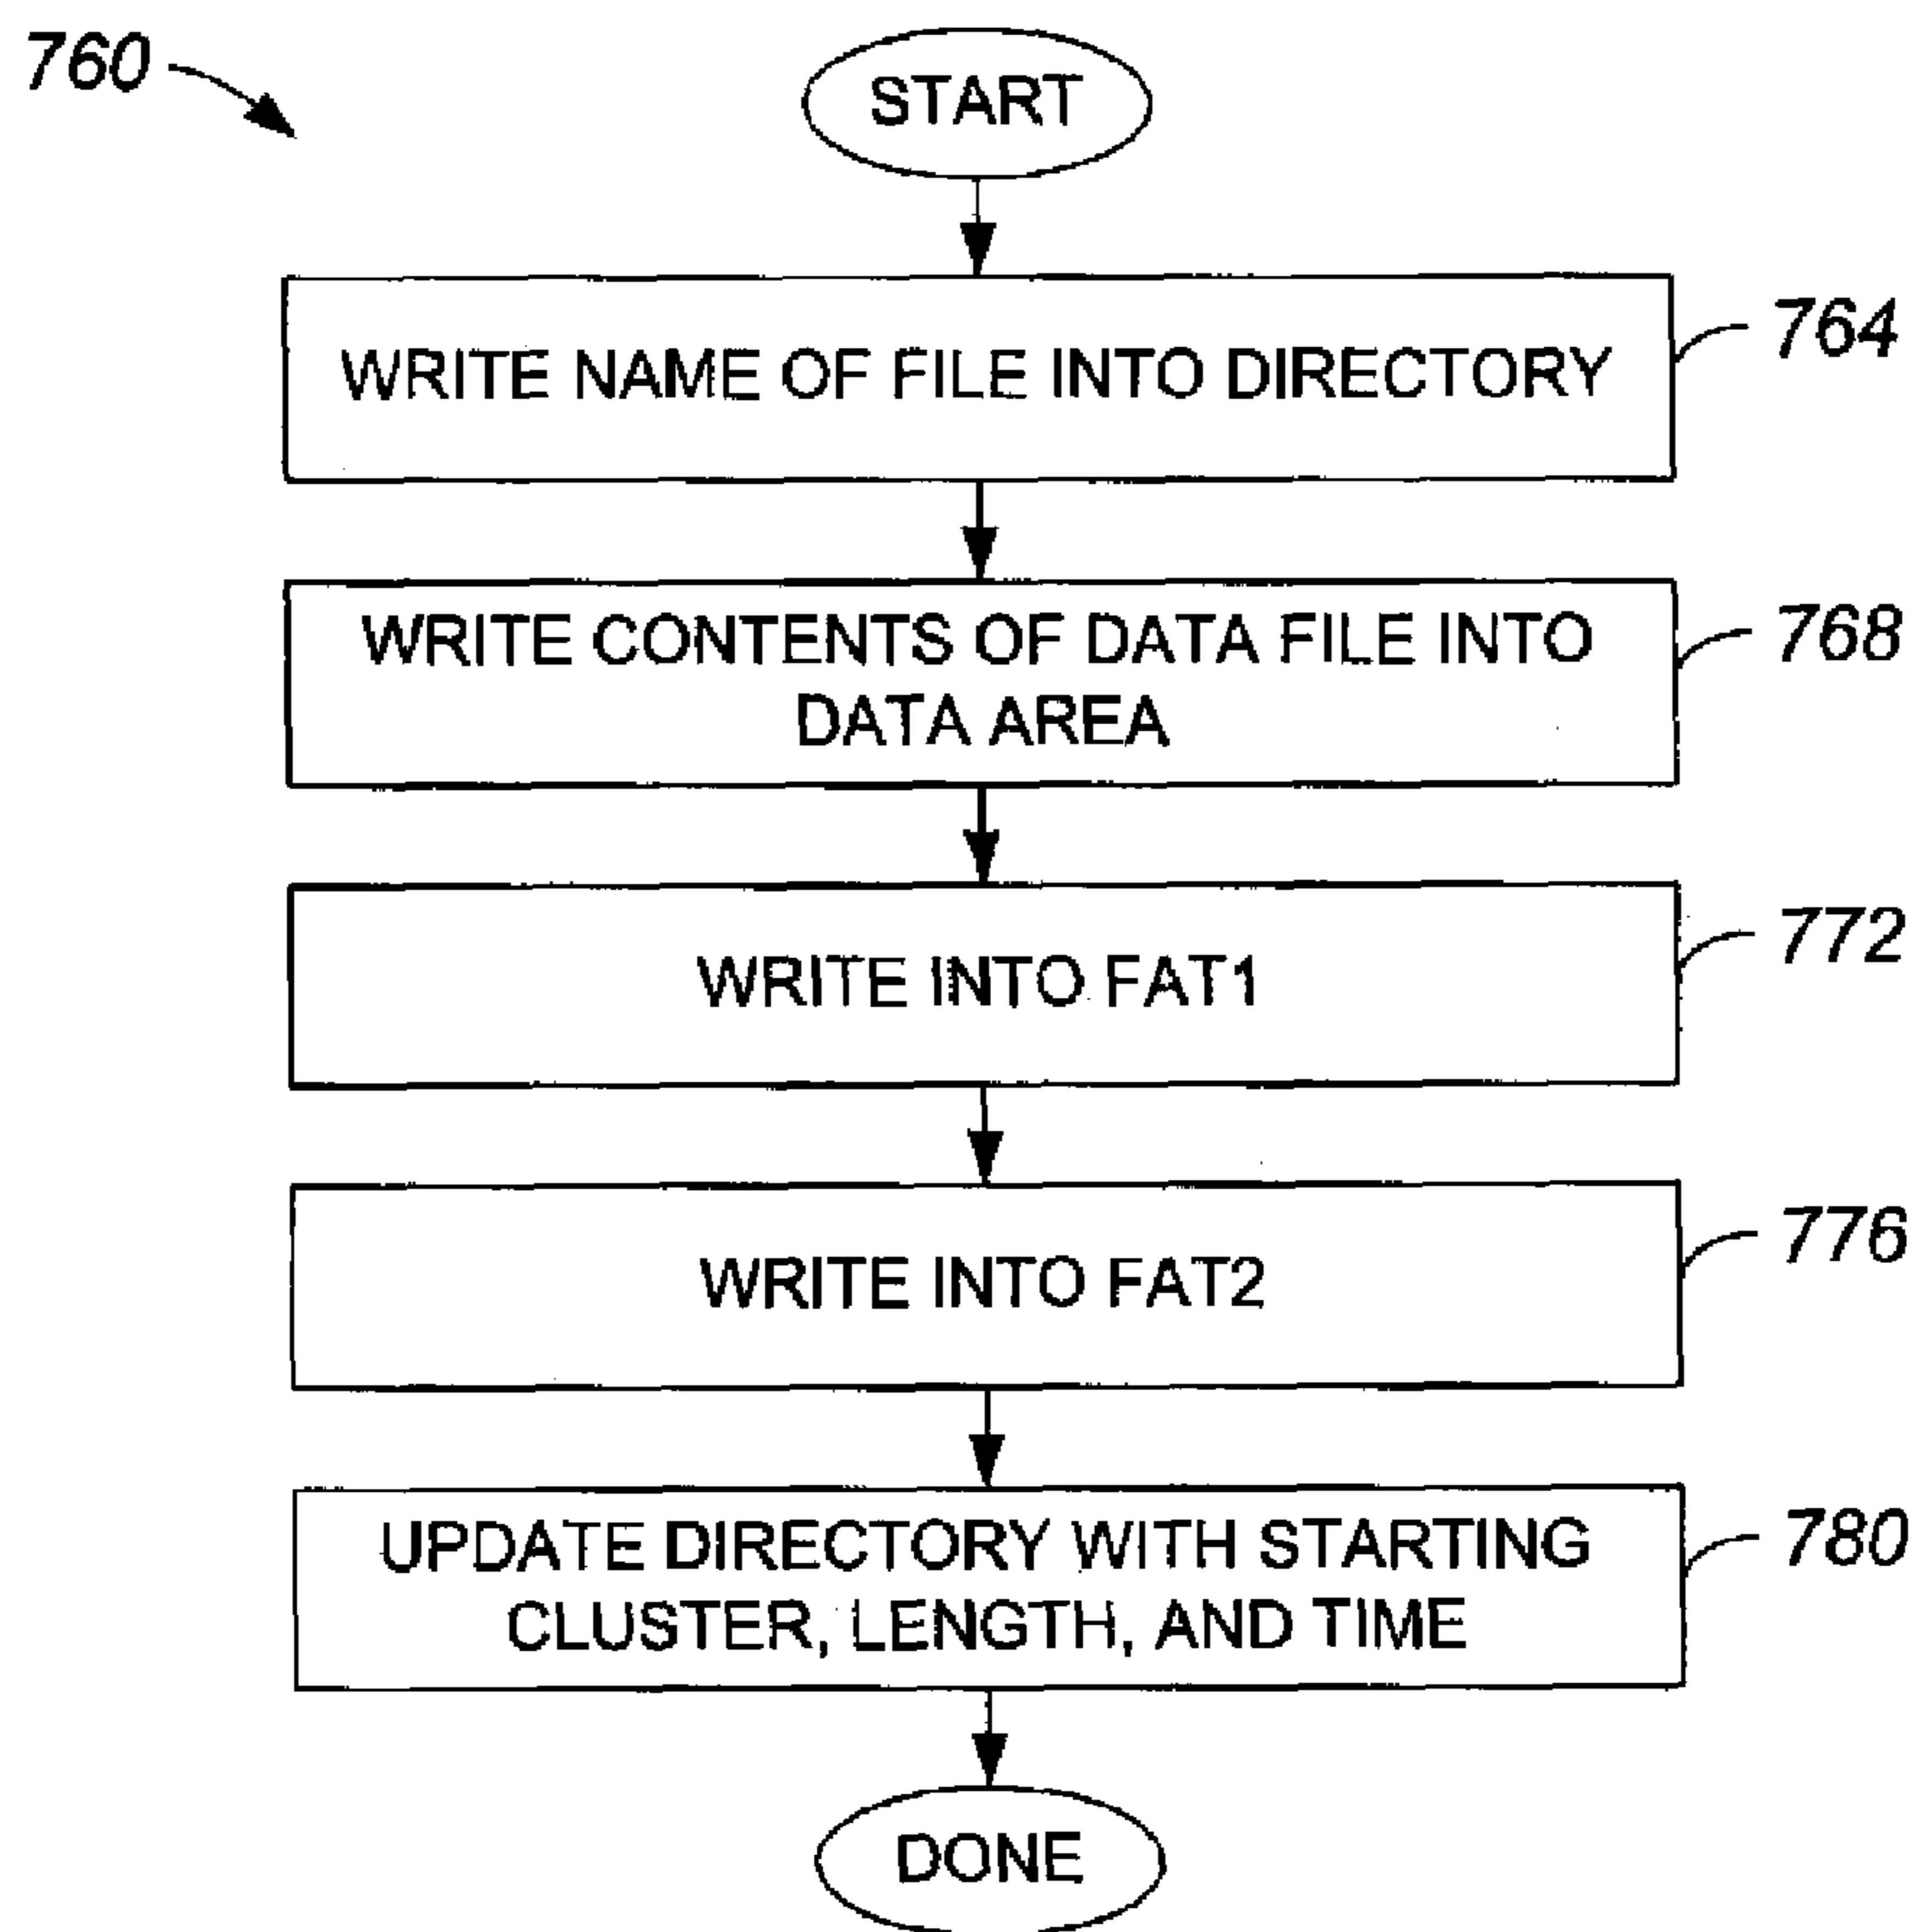 760
START
WRITE NAME OF FILE INTO DIRECTORY
764
WRITE CONTENTS OF DATA FILE INTO
DATA AREA
768
WRITE INTO FAT1
772
WRITE INTO FAT2
776
UPDATE DIRECTORY WITH STARTING
CLUSTER, LENGTH, AND TIME
780
DONE